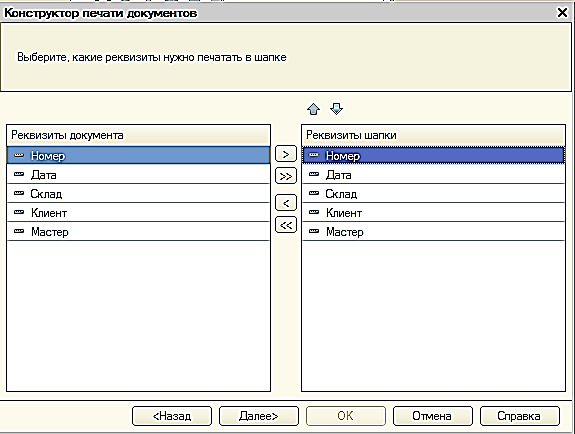 Конструктор печати документов
Выберите, какие реквизиты нужно печатать в шапке
Реквизиты документа
Номер
Дата
Склад
Клиент
Мастер
>
>>
<
<<
Реквизиты шапки
Номер
Дата
Склад
Клиент
Мастер
<Назад
Далее>
OK
Отмена
Справка